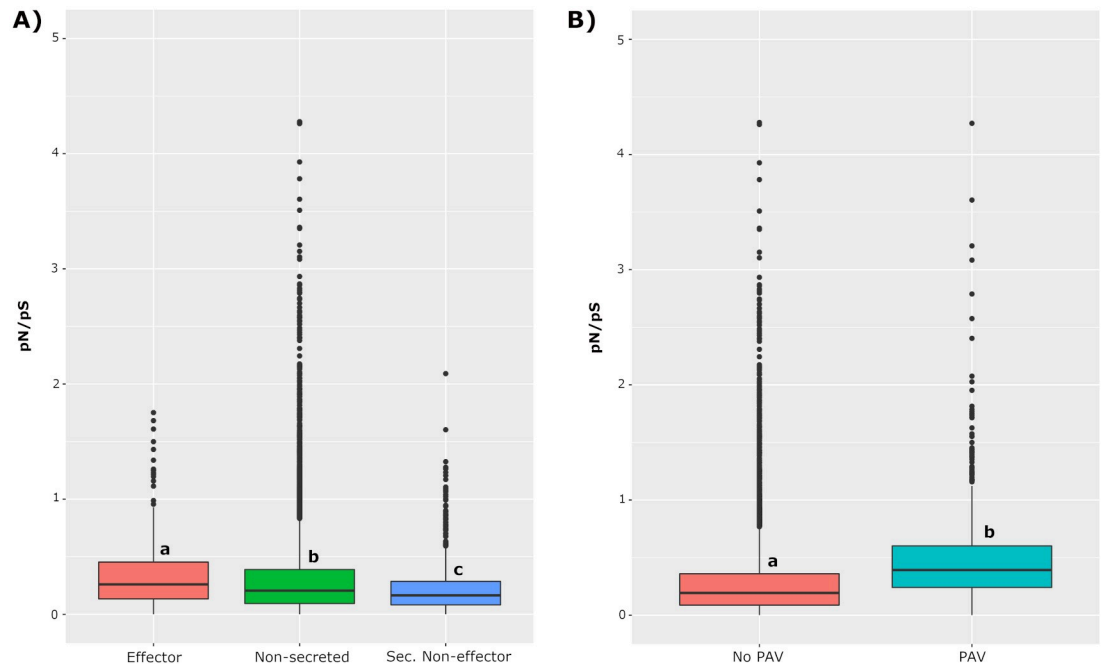 A)
pN/pS
5
4
3
2
1
0
a
b
c
Effector Non-secreted Sec. Non-effector
B)
pN/pS
5
4
3
2
1
0
a
b
No PAV PAV